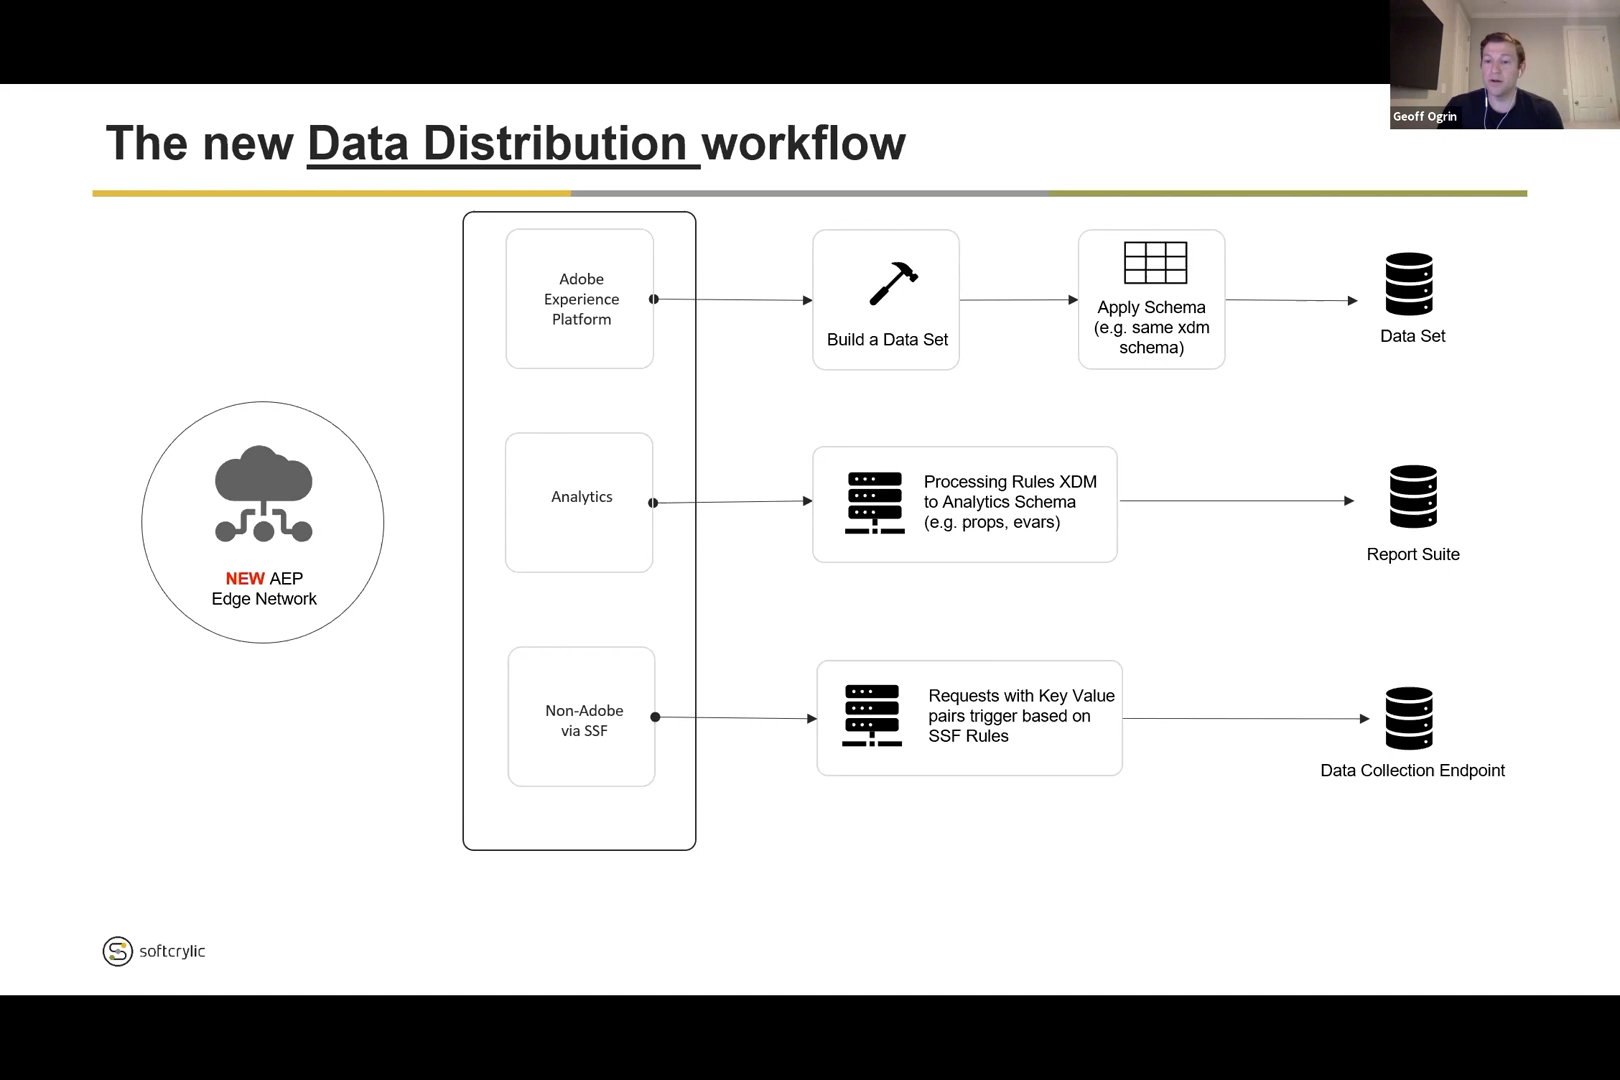 Geoff Ogrin
The new Data Distribution workflow
Adobe
Experience
Platform
Build a Data Set
Apply Schema
(e.g. same xdm
schema)
Data Set
NEW AEP
Edge Network
Analytics
Processing Rules XDM
to Analytics Schema
(e.g. props, evars)
Report Suite
Non-Adobe
via SSF
Requests with Key Value
pairs trigger based on
SSF Rules
Data Collection Endpoint
softcrylic